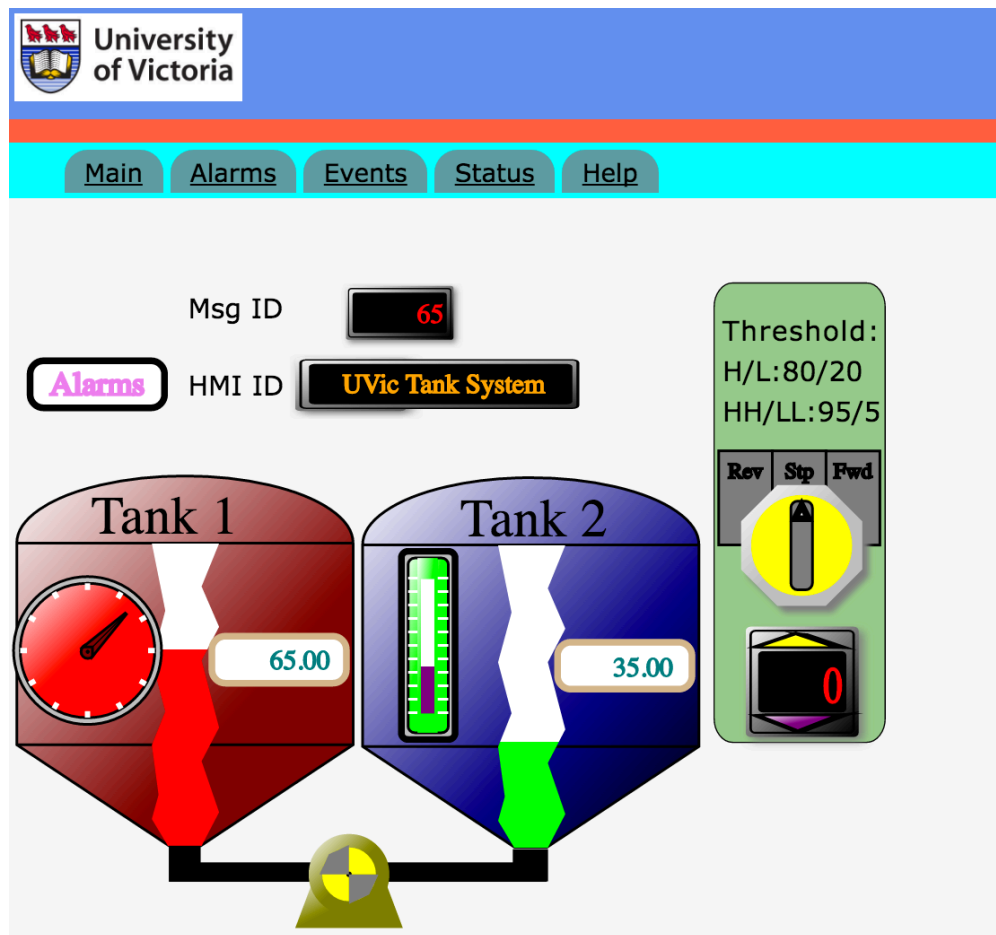 University
of Victoria
Main Alarms Events Status Help
Msg ID 65
Alarms HMI ID UVic Tank System
Threshold:
H/L:80/20
HH/LL:95/5
Rev Stp Fwd
Tank 1
65.00
Tank 2
35.00
0